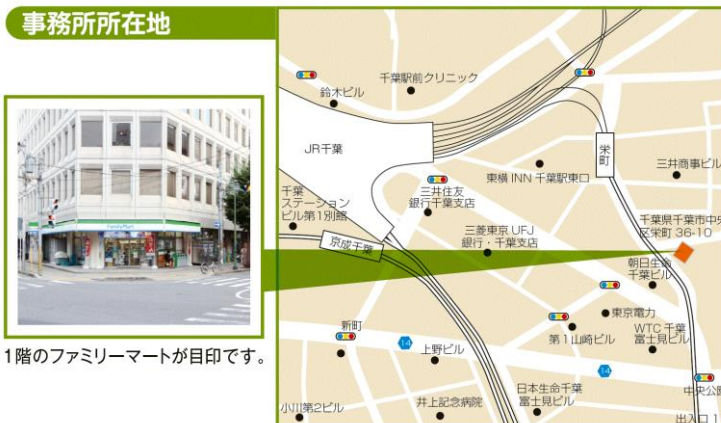 事務所所在地
FamilyMart
1階のファミリーマートが目印です。
千葉駅前クリニック
鈴木ビル
JR千葉
栄町
三井商事ビル
東横 INN 千葉駅東口
三井住友
銀行千葉支店
千葉
ステーション
ビル第1別館
京成千葉
三菱東京 UFJ
銀行・千葉支店
千葉県千葉市中央
区栄町 36-10
朝日生命
千葉ビル
東京電力
新町
14
上野ビル
第1山崎ビル
WTC 千葉
富士見ビル
14
中央公園
小川第2ビル
井上記念病院
日本生命千葉
富士見ビル
出入口 1